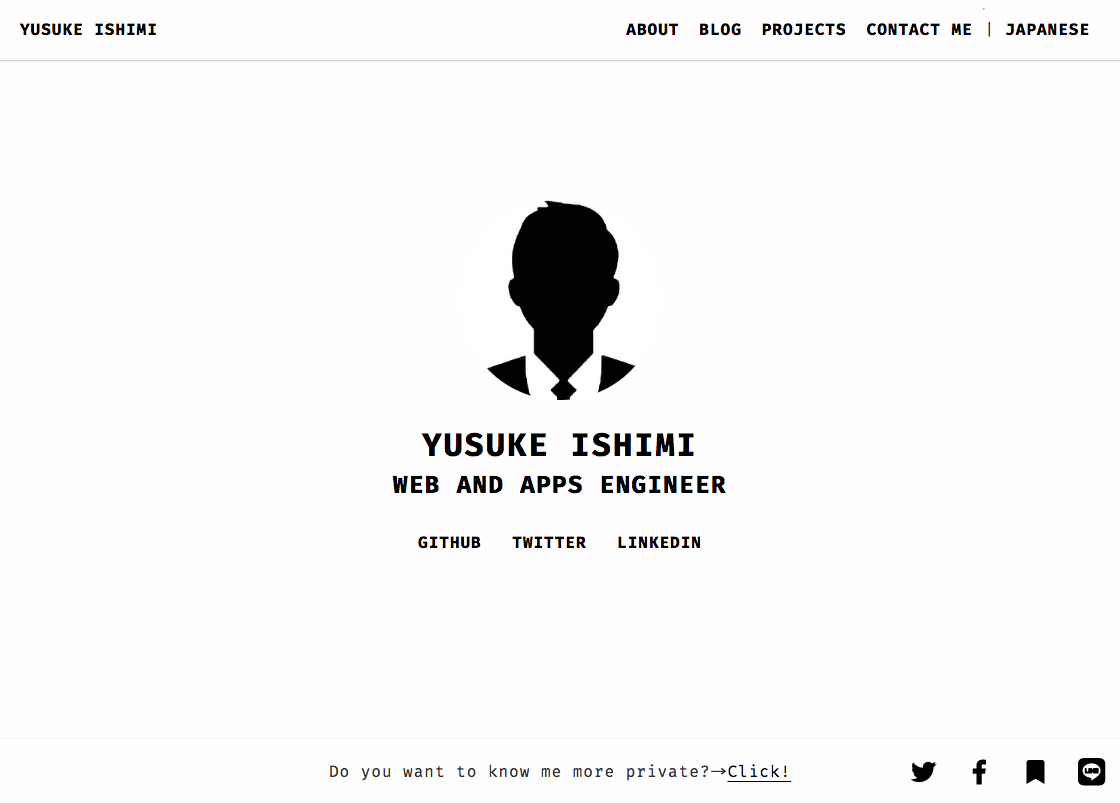 YUSUKE ISHIMI
ABOUT BLOG PROJECTS CONTACT ME | JAPANESE
YUSUKE ISHIMI
WEB AND APPS ENGINEER
GITHUB TWITTER LINKEDIN
Do you want to know me more private?→Click!
LINE